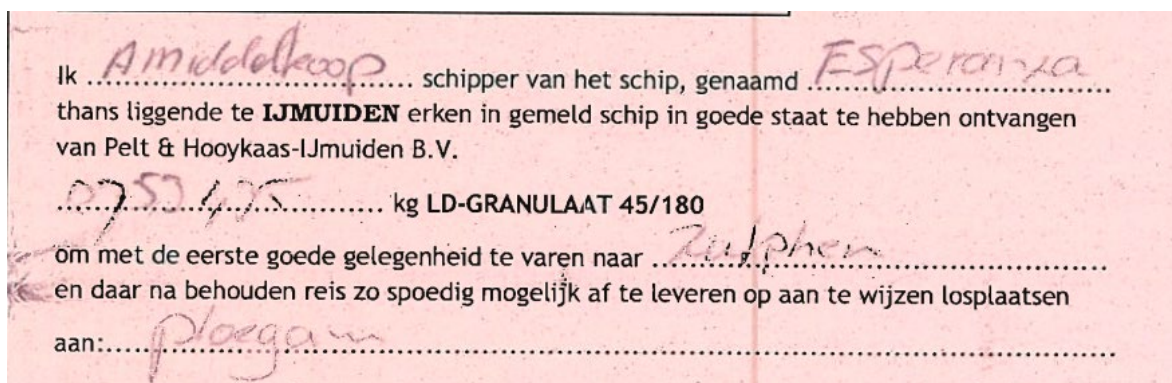 Ik A middelkoop schipper van het schip, genaamd Esperanza
thans liggende te IJMUIDEN erken in gemeld schip in goede staat te hebben ontvangen
van Pelt & Hooykaas-IJmuiden B.V.
kg LD-GRANULAAT 45/180
om met de eerste goede gelegenheid te varen naar Zutphen
en daar na behouden reis zo spoedig mogelijk af te leveren op aan te wijzen losplaatsen
aan: ploegam